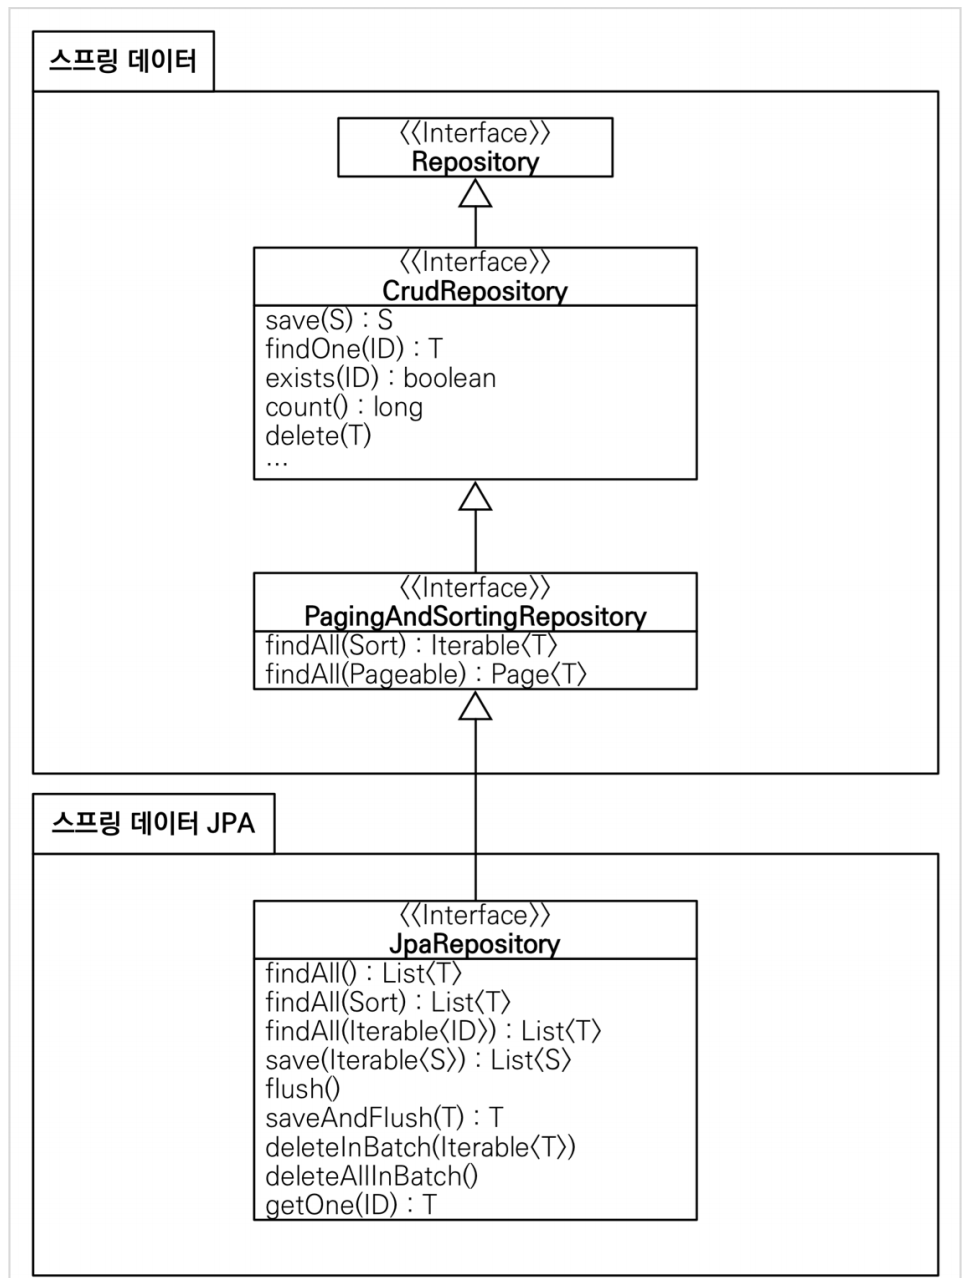 스프링 데이터
〈〈Interface〉〉
Repository
〈〈Interface〉〉
CrudRepository
save(S) : S
findOne(ID) : T
exists(ID) : boolean
count() : long
delete(T)
…
〈〈Interface〉〉
PagingAndSortingRepository
findAll(Sort) : Iterable〈T〉
findAll(Pageable) : Page〈T〉
스프링 데이터 JPA
〈〈Interface〉〉
JpaRepository
findAll() : List〈T〉
findAll(Sort) : List〈T〉
findAll(Iterable〈ID〉) : List〈T〉
save(Iterable〈S〉) : List〈S〉
flush()
saveAndFlush(T) : T
deleteInBatch(Iterable〈T〉)
deleteAllInBatch()
getOne(ID) : T